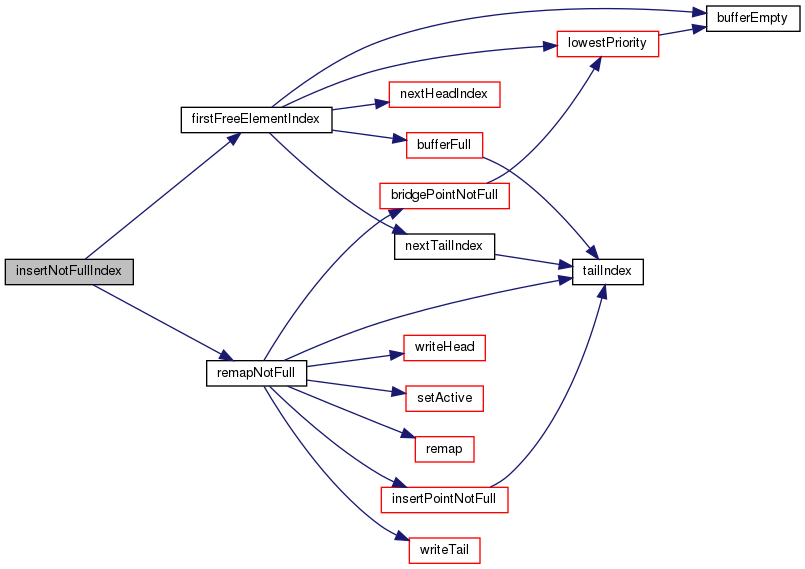 bufferEmpty
lowestPriority
nextHeadIndex
firstFreeElementIndex
bufferFull
bridgePointNotFull
nextTailIndex
insertNotFullIndex
tailIndex
writeHead
remapNotFull
setActive
remap
insertPointNotFull
writeTail